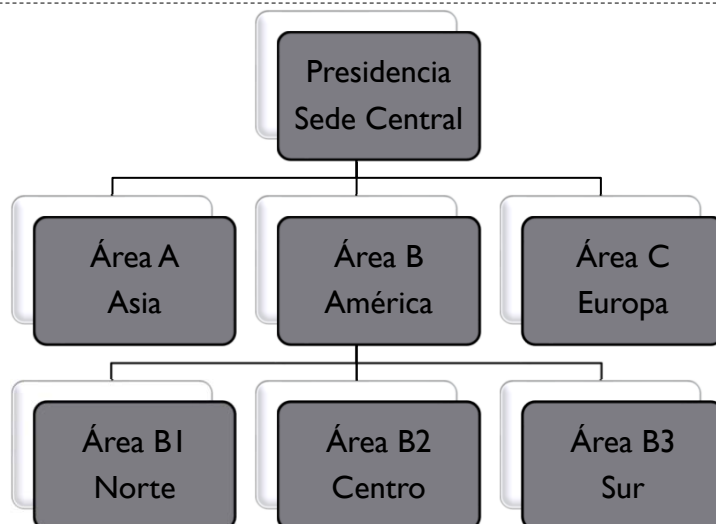 Presidencia
Sede Central
Área A
Asia
Área B
América
Área C
Europa
Área B1
Norte
Área B2
Centro
Área B3
Sur